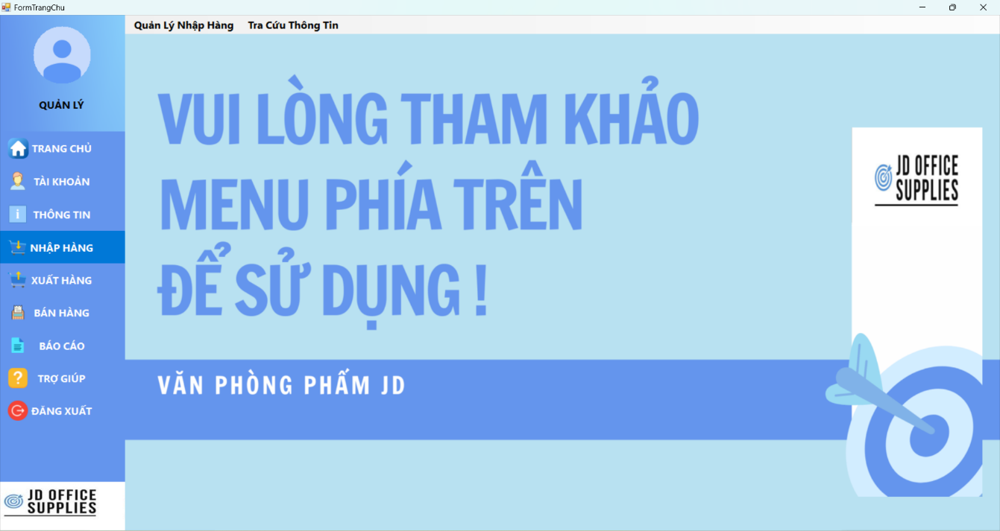 FormTrangChu
Quản Lý Nhập Hàng Tra Cứu Thông Tin
QUẢN LÝ
TRANG CHỦ
TÀI KHOẢN
THÔNG TIN
NHẬP HÀNG
XUẤT HÀNG
BÁN HÀNG
BÁO CÁO
TRỢ GIÚP
ĐĂNG XUẤT
JD OFFICE
SUPPLIES
VUI LÒNG THAM KHẢO
MENU PHÍA TRÊN
ĐỂ SỬ DỤNG !
VĂN PHÒNG PHẨM JD
JD OFFICE
SUPPLIES